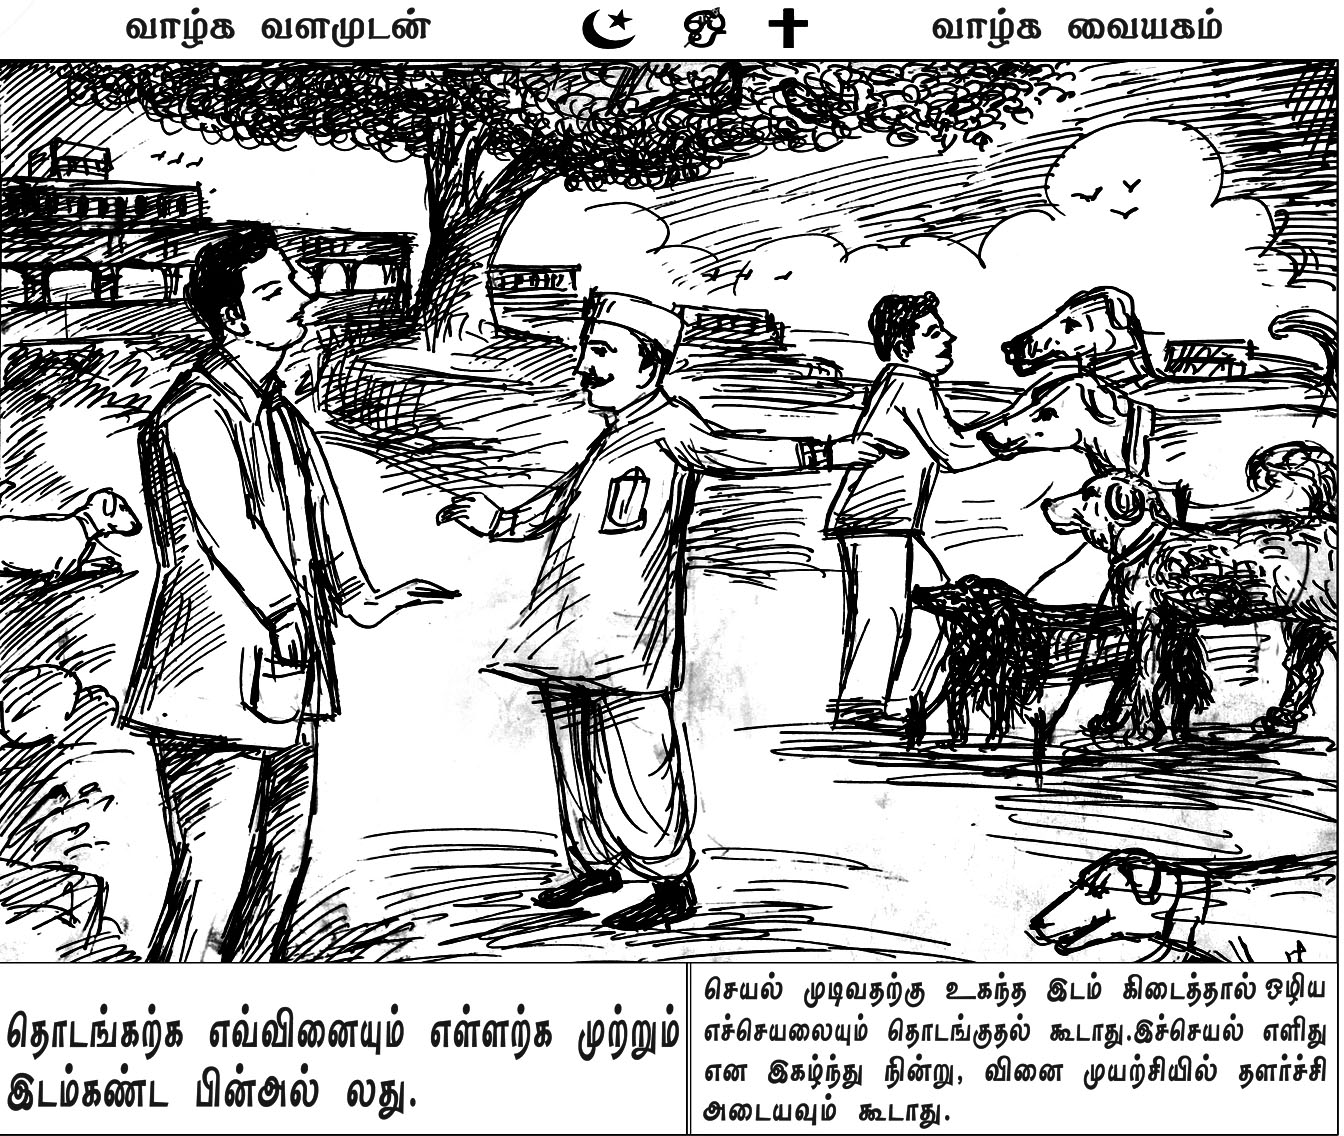 வாழ்க வளமுடன் ☪ ௐ ✝ வாழ்க வையகம்
தொடங்கற்க எவ்வினையும் எள்ளற்க முற்றும்
இடம்கண்ட பின்அல் லது.
செயல் முடிவதற்கு உகந்த இடம் கிடைத்தால் ஒழிய
எச்செயலையும் தொடங்குதல் கூடாது.இச்செயல் எளிது
என இகழ்ந்து நின்று, வினை முயற்சியில் தளர்ச்சி
அடையவும் கூடாது.